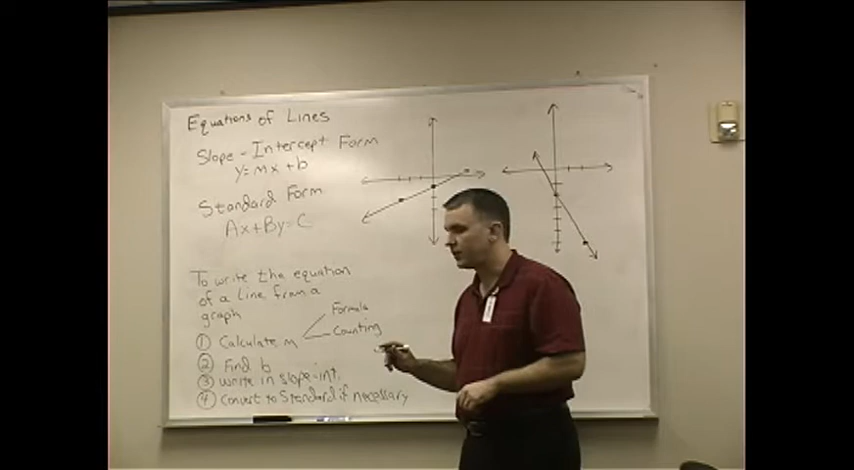 Equations of Lines
Slope-Intercept Form
y=mx+b
Standard Form
Ax+By=C
To write the equation
of a Line from a
graph
① Calculate m
Formula
Counting
② Find b
③ write in slope-int.
④ Convert to Standard if necessary